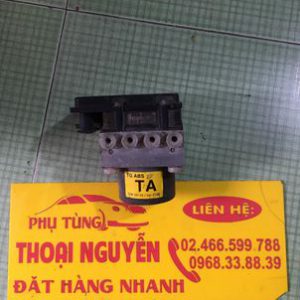 TA
PHỤ TÙNG
THOẠI NGUYỄN
ĐẶT HÀNG NHANH
LIÊN HỆ:
02.466.599.788
0968.33.88.39